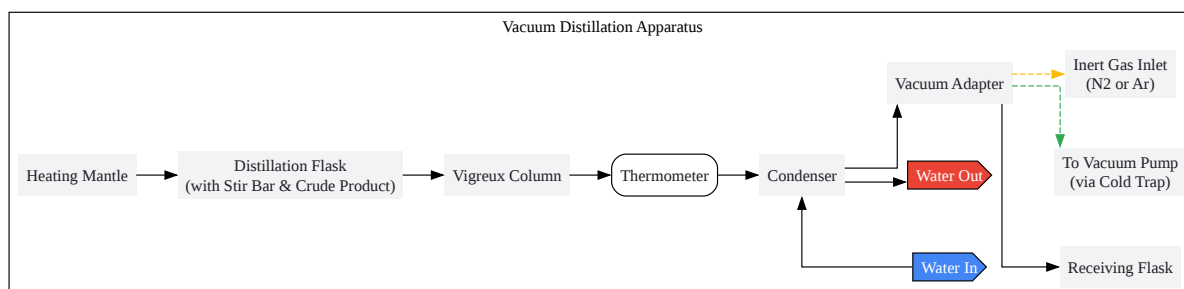 Vacuum Distillation Apparatus
Heating Mantle
Distillation Flask
(with Stir Bar & Crude Product)
Vigreux Column
Thermometer
Condenser
Vacuum Adapter
Water Out
Water In
Inert Gas Inlet
(N2 or Ar)
To Vacuum Pump
(via Cold Trap)
Receiving Flask